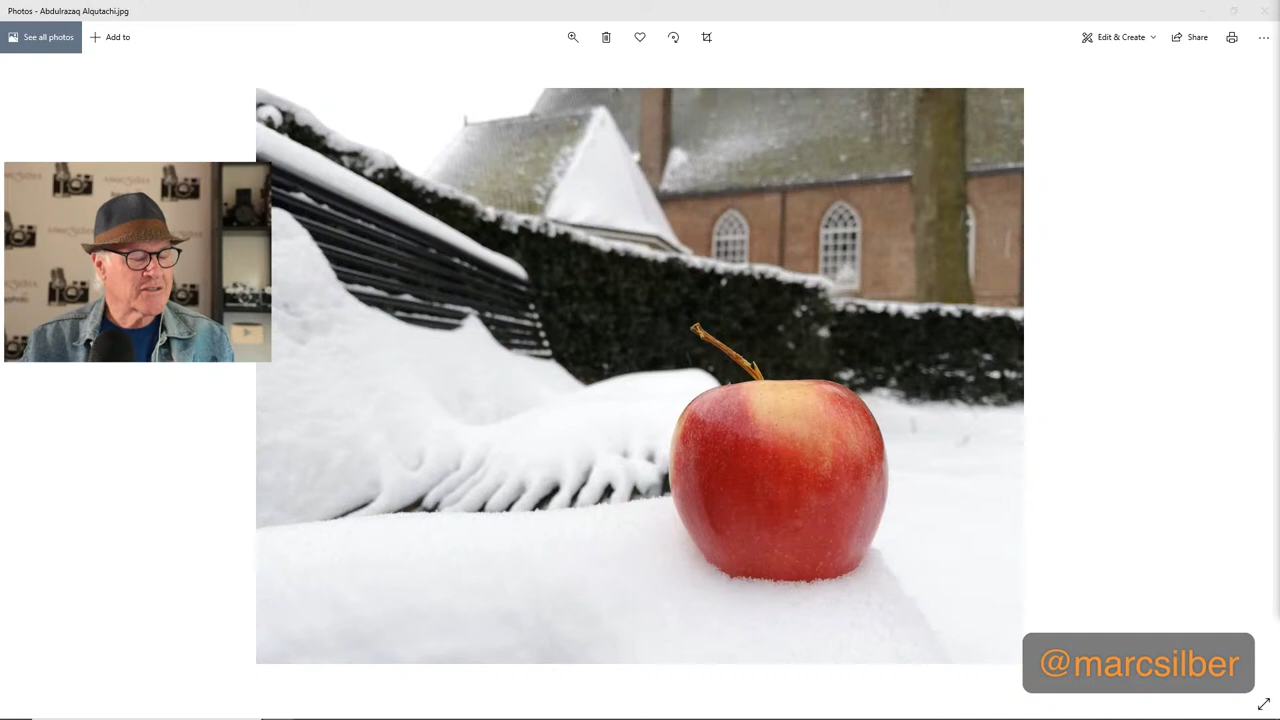 Photos - Abdulrazaq Alqutachi.jpg
See all photos
Add to
Edit & Create
Share
@marcsilber